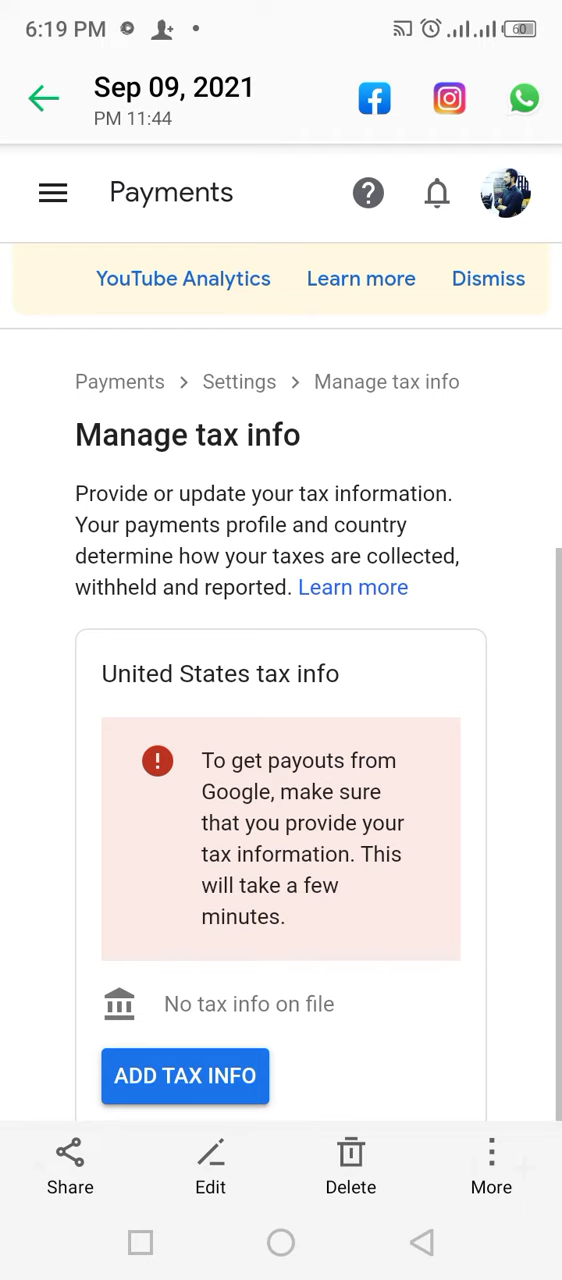 6:19 PM
60
Sep 09, 2021
PM 11:44
Payments
YouTube Analytics Learn more Dismiss
Payments > Settings > Manage tax info
Manage tax info
Provide or update your tax information.
Your payments profile and country
determine how your taxes are collected,
withheld and reported. Learn more
United States tax info
To get payouts from
Google, make sure
that you provide your
tax information. This
will take a few
minutes.
No tax info on file
ADD TAX INFO
Share Edit Delete More